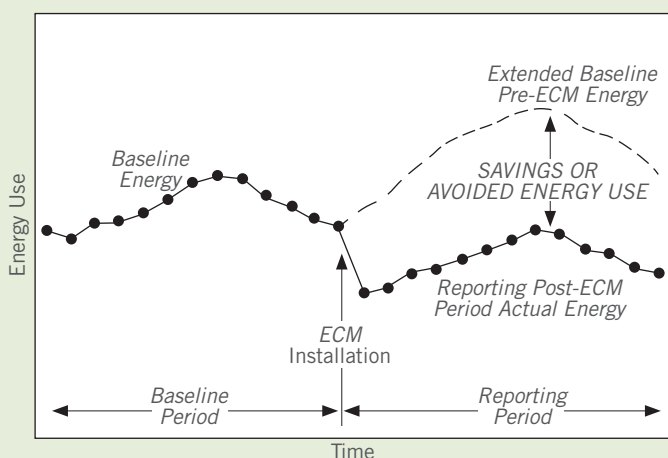 Extended Baseline
Pre-ECM Energy
Baseline
Energy
SAVINGS OR
AVOIDED ENERGY USE
Energy Use
Reporting Post-ECM
Period Actual Energy
ECM
Installation
Baseline
Period
Reporting
Period
Time